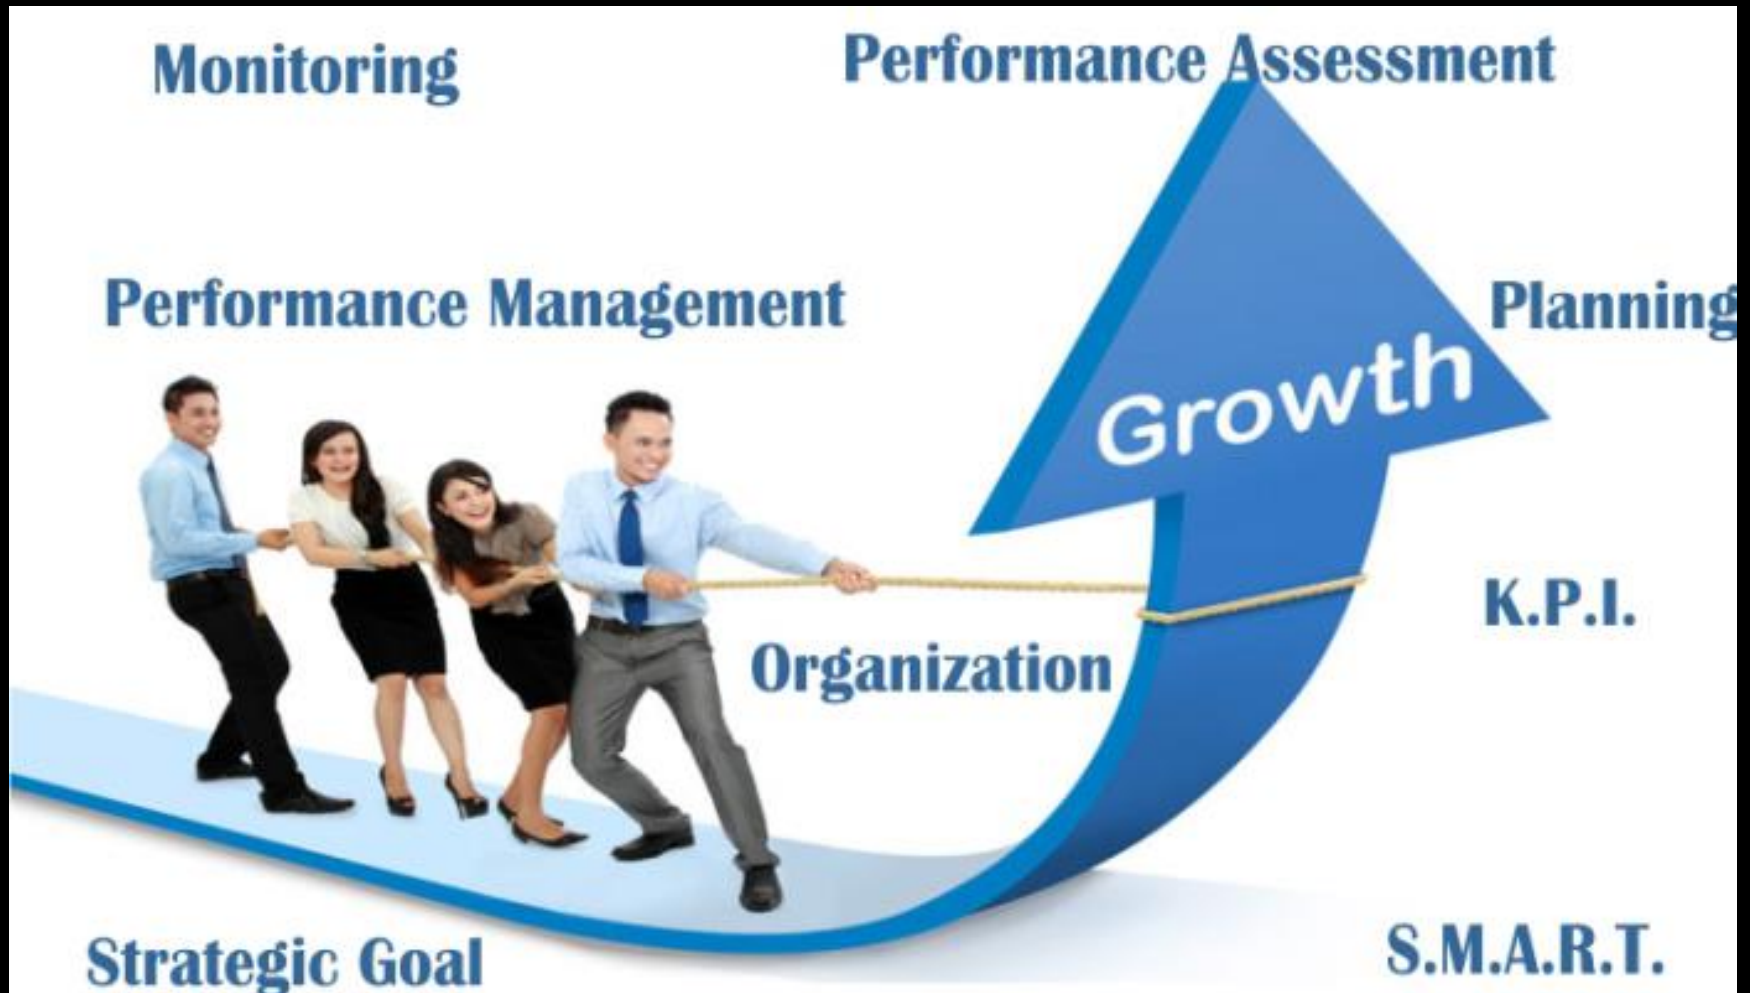 Monitoring
Performance Assessment
Performance Management
Planning
Growth
K.P.I.
Organization
Strategic Goal
S.M.A.R.T.